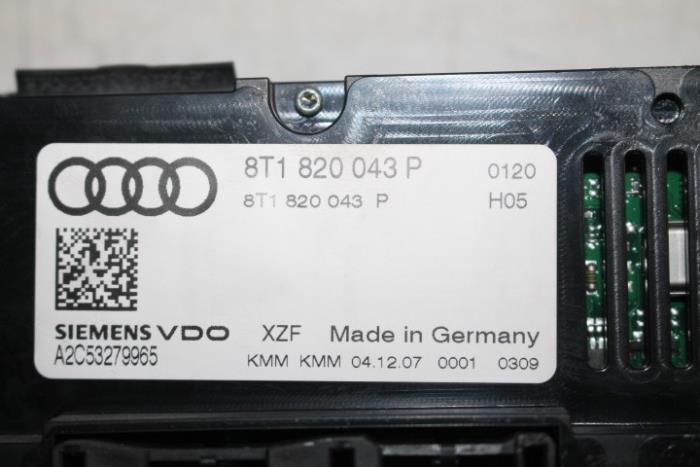 8T1 820 043 P 0120
8T1 820 043 P H05
SIEMENS VDO XZF Made in Germany
A2C53279965 KMM KMM 04.12.07 0001 0309